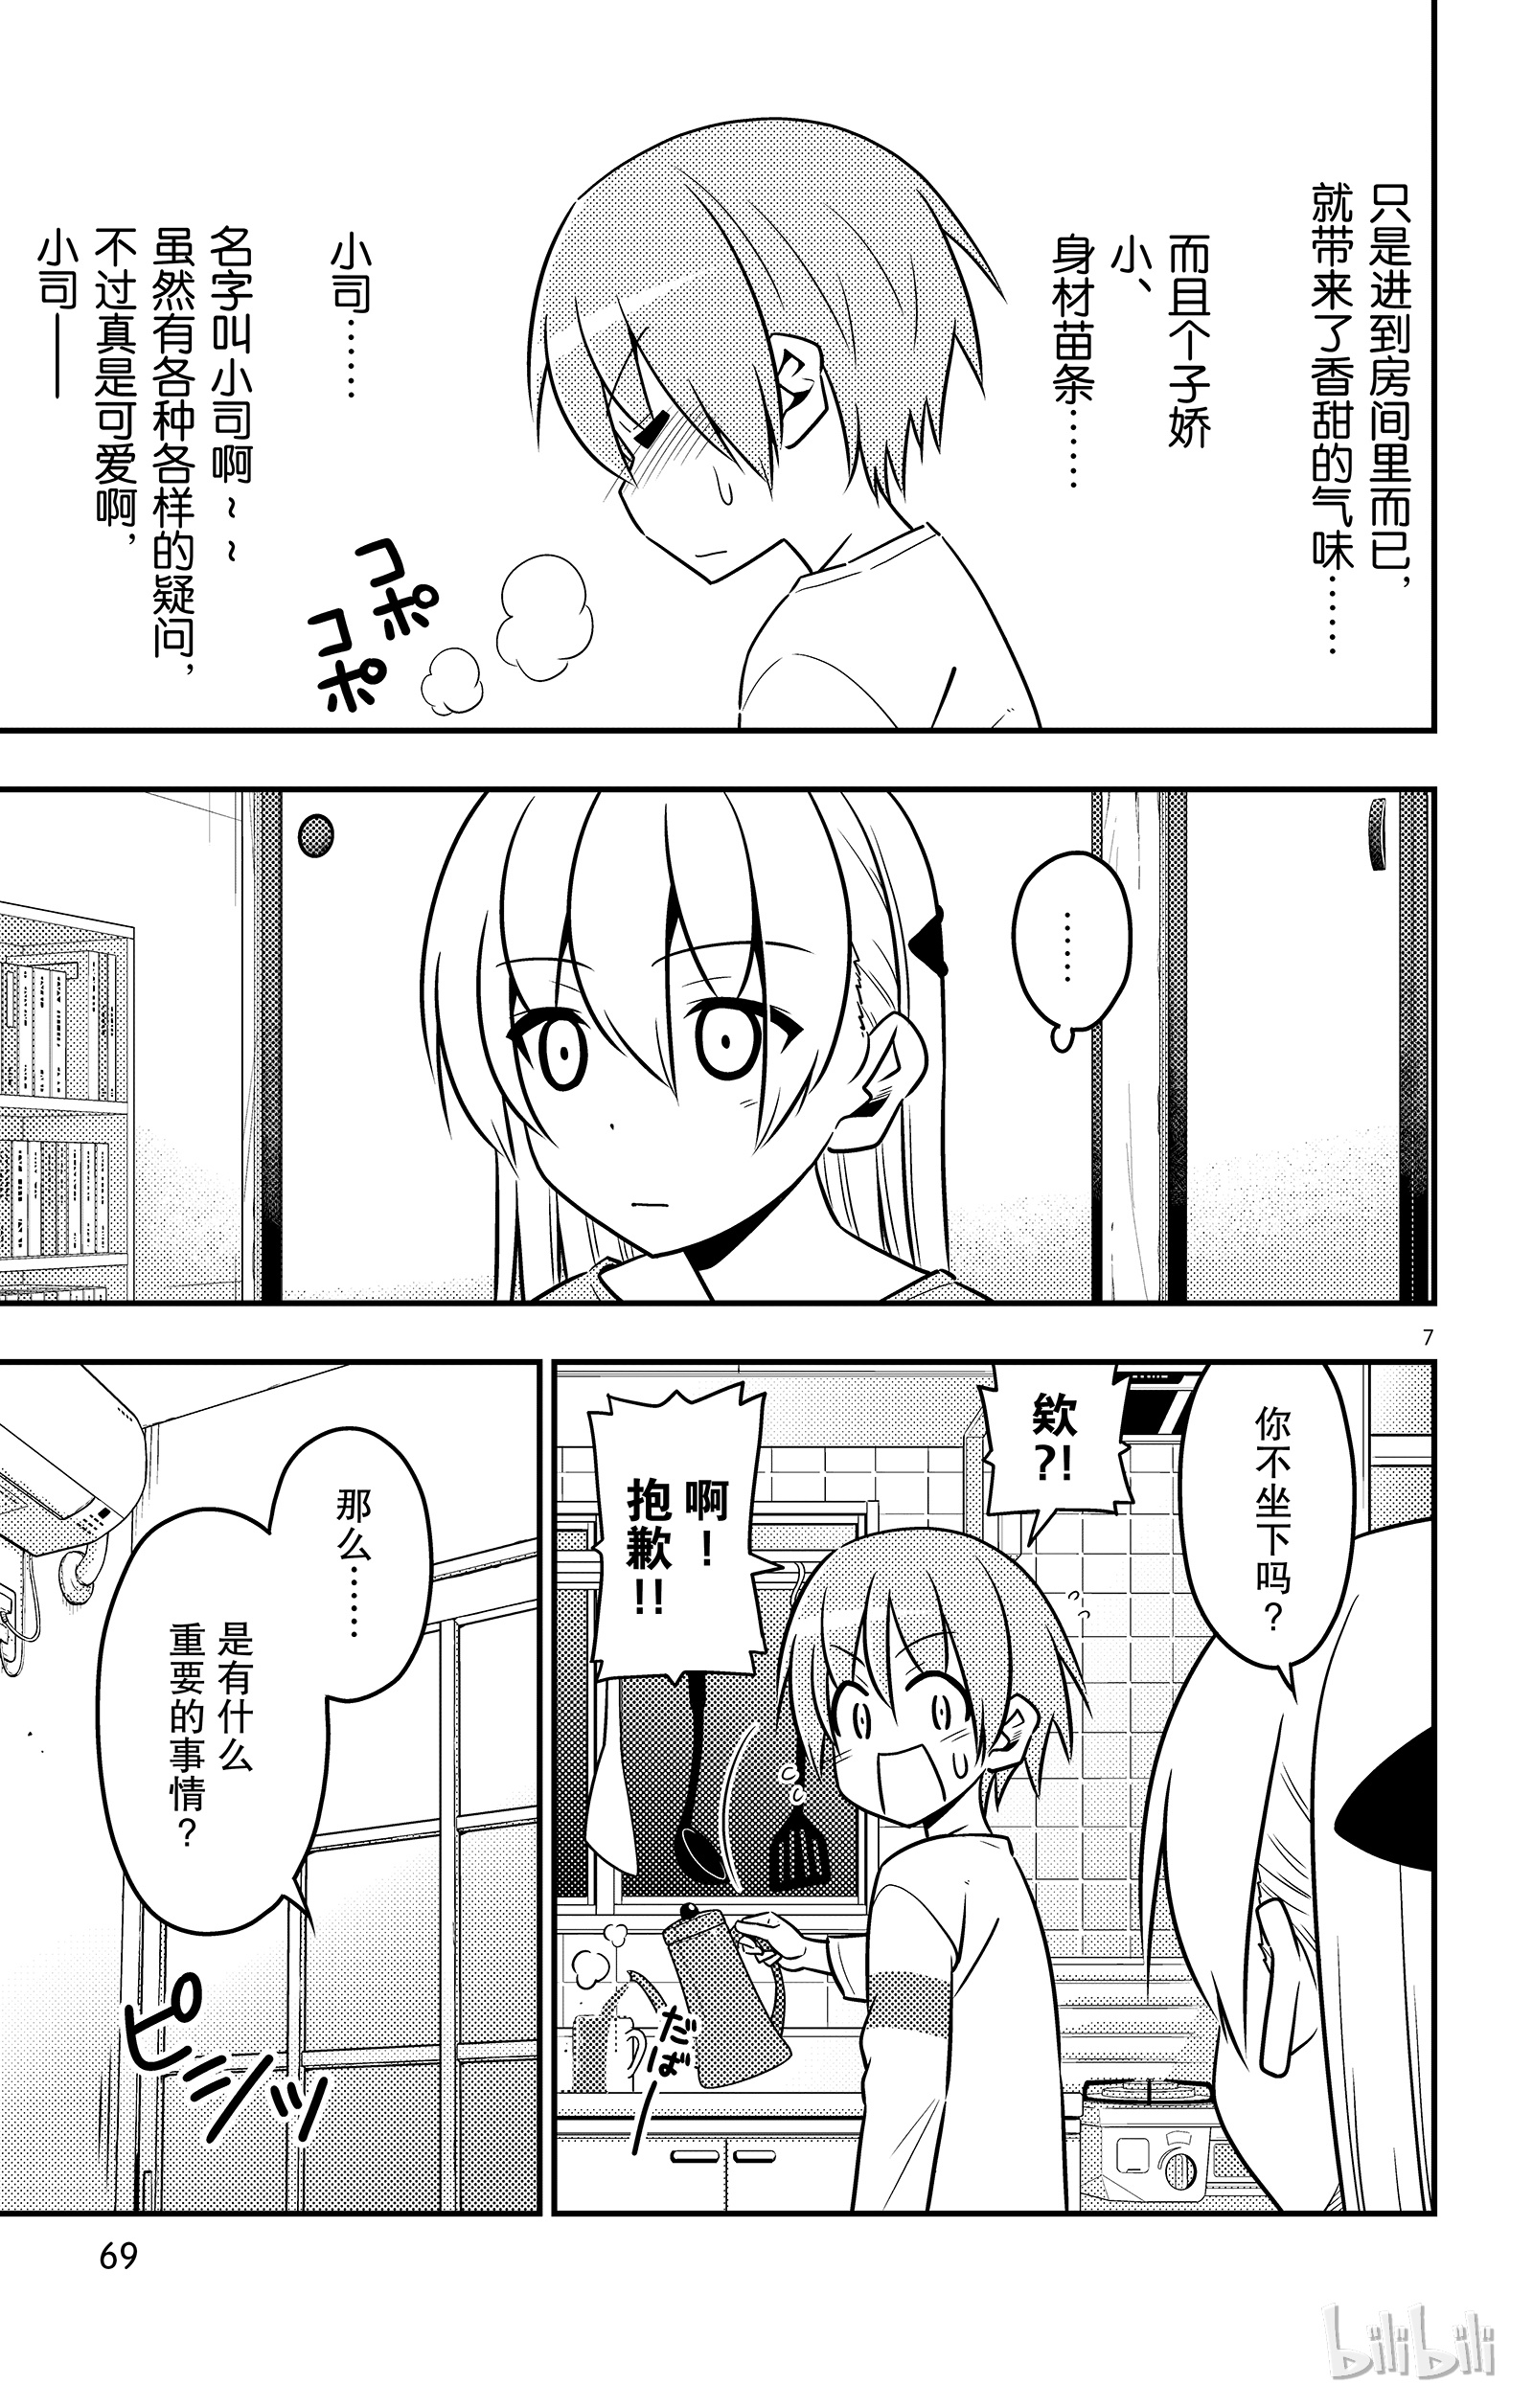 只是进到房间里而已，
就带来了香甜的气味……
而且个子娇
小、
身材苗条……
小司……
名字叫小司啊～～
虽然有各种各样的疑问，
不过真是可爱啊，
小司——
コポ
コポ
……
7
你不坐下吗？
欸？！
啊！
抱歉！！
だばー
那么……
是有什么
重要的事情？
ピシッ
69
bilibili